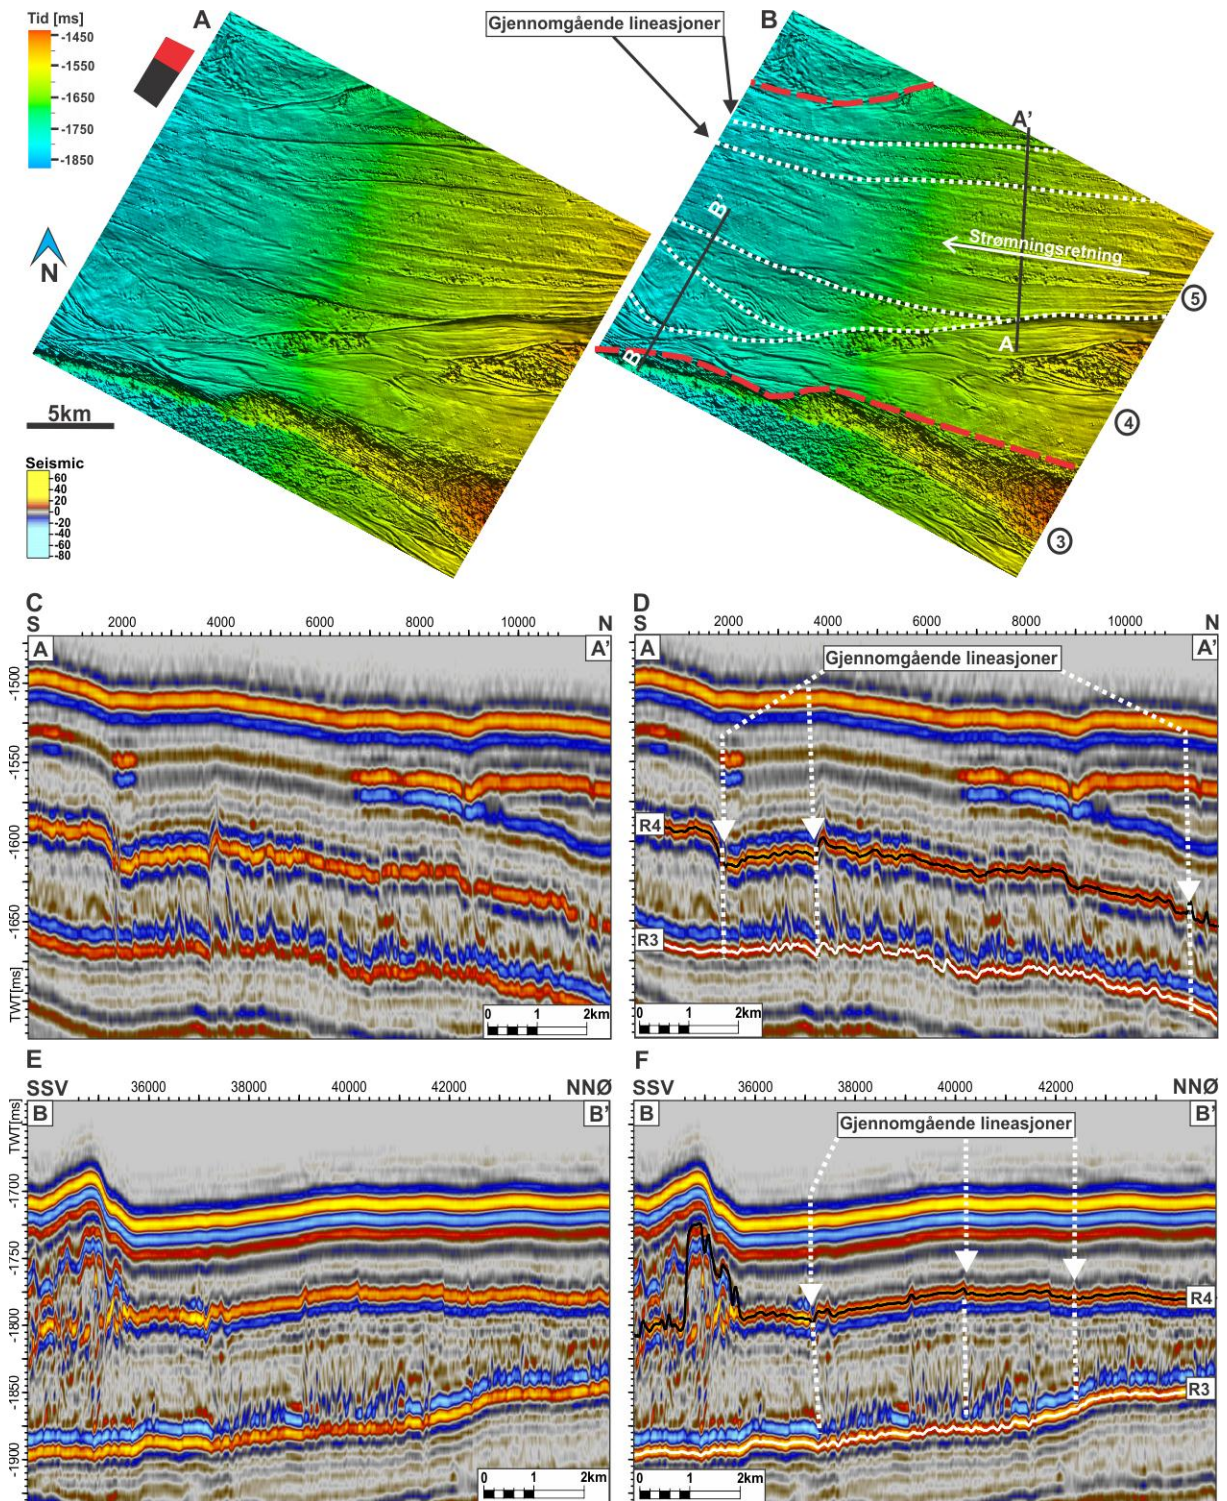 Tid [ms]
-1450
-1550
-1650
-1750
-1850
A
N
5km
Seismic
60
40
20
0
-20
-40
-60
-80
Gjennomgående lineasjoner
B
A'
B'
Strømningsretning
A
B
5
4
3
C
S
2000
4000
6000
8000
10000
N
A
A'
-1500
-1550
-1600
-1650
TWT[ms]
0
1
2km
D
S
2000
4000
6000
8000
10000
N
A
Gjennomgående lineasjoner
A'
R4
R3
0
1
2km
E
SSV
36000
38000
40000
42000
NNØ
B
B'
TWT[ms]
-1700
-1750
-1800
-1850
-1900
0
1
2km
F
SSV
36000
38000
40000
42000
NNØ
B
Gjennomgående lineasjoner
B'
R4
R3
0
1
2km